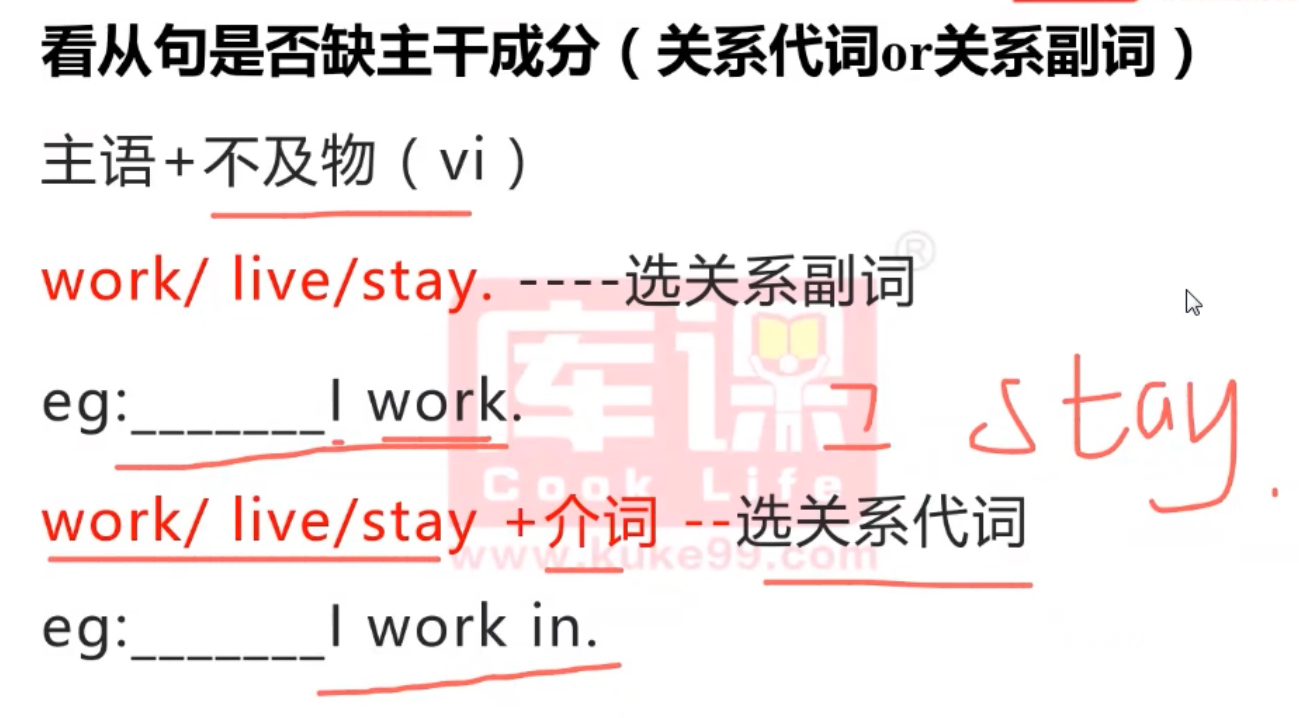 看从句是否缺主干成分（关系代词or关系副词）
主语+不及物（vi）
work/ live/stay. ----选关系副词
eg:_______I work.
stay.
work/ live/stay +介词 --选关系代词
eg:_______I work in.
库课
®
Cook Life
www.kuke99.com